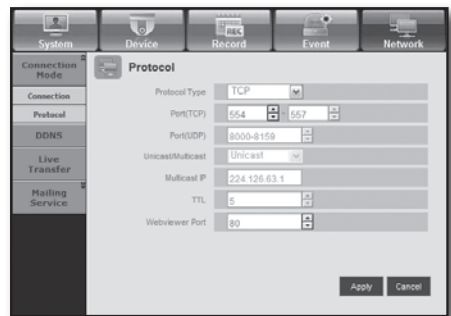 System Device Record Event Network
REC
Connection Mode
Connection
Protocol
DDNS
Live Transfer
Mailing Service
Protocol
Protocol Type TCP
Port(TCP) 554 - 557
Port(UDP) 8000-8159
Unicast/Multicast Unicast
Multicast IP 224.126.63.1
TTL 5
Webviewer Port 80
Apply Cancel